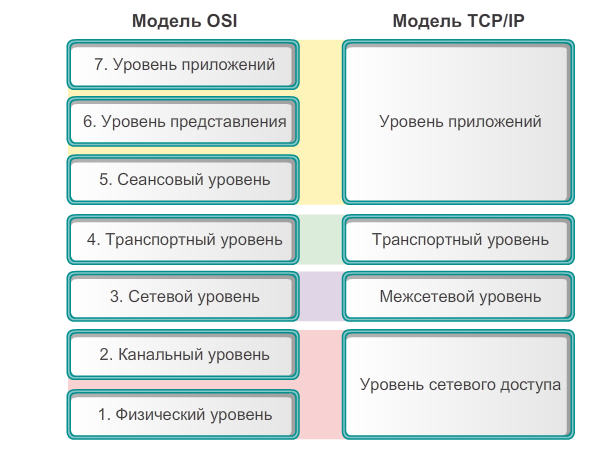 Модель OSI
Модель TCP/IP
7. Уровень приложений
6. Уровень представления
5. Сеансовый уровень
Уровень приложений
4. Транспортный уровень
Транспортный уровень
3. Сетевой уровень
Межсетевой уровень
2. Канальный уровень
1. Физический уровень
Уровень сетевого доступа